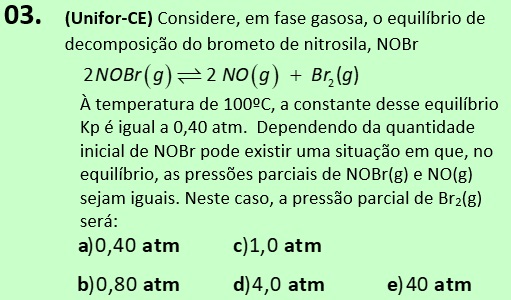 03. (Unifor-CE) Considere, em fase gasosa, o equilíbrio de
decomposição do brometo de nitrosila, NOBr
2NOBr(g) ⇌ 2 NO(g) + Br₂(g)
À temperatura de 100ºC, a constante desse equilíbrio
Kp é igual a 0,40 atm. Dependendo da quantidade
inicial de NOBr pode existir uma situação em que, no
equilíbrio, as pressões parciais de NOBr(g) e NO(g)
sejam iguais. Neste caso, a pressão parcial de Br₂(g)
será:
a)0,40 atm c)1,0 atm
b)0,80 atm d)4,0 atm e)40 atm